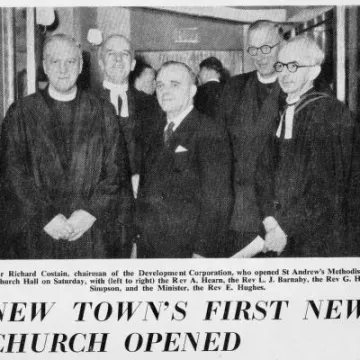 r Richard Costain, chairman of the Development Corporation, who opened St Andrew's Methodis
hurch Hall on Saturday, with (left to right) the Rev A. Hearn, the Rev L. J. Barnaby, the Rev G. H
Simpson, and the Minister, the Rev E. Hughes.
NEW TOWN'S FIRST NEW
CHURCH OPENED